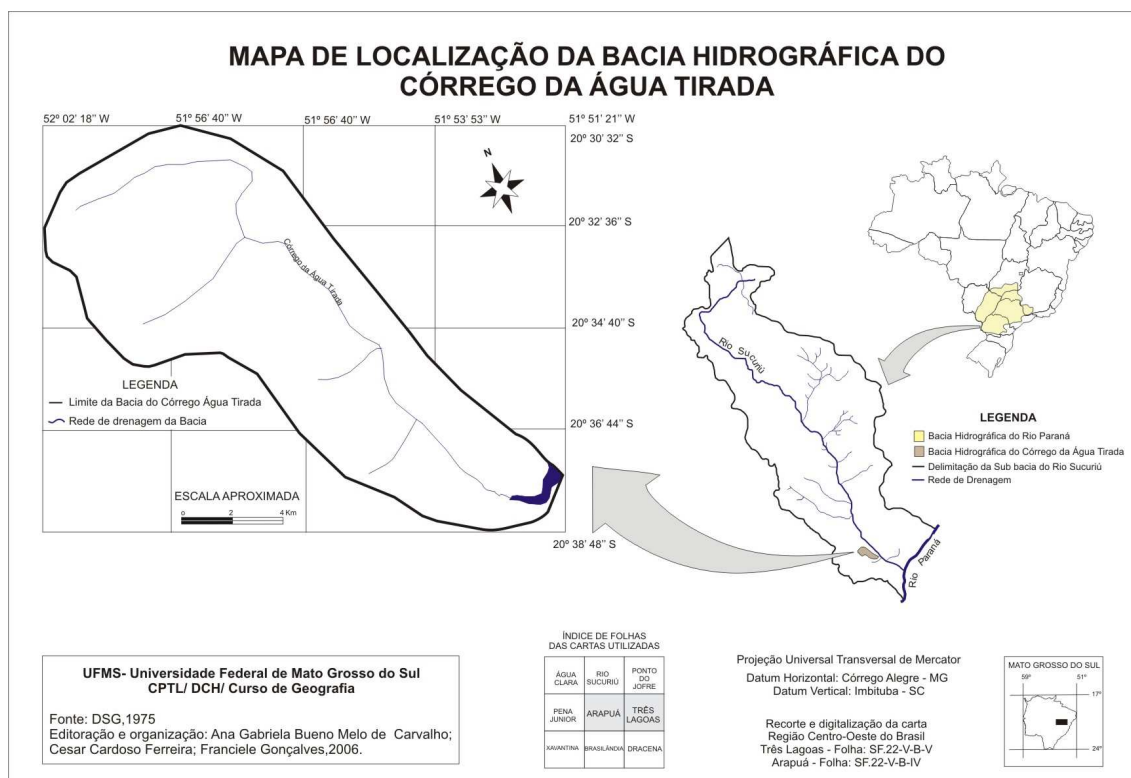 MAPA DE LOCALIZAÇÃO DA BACIA HIDROGRÁFICA DO
CÓRREGO DA ÁGUA TIRADA
52º 02' 18'' W
51º 56' 40'' W
51º 56' 40'' W
51º 53' 53'' W
51º 51' 21'' W
20º 30' 32'' S
N
20º 32' 36'' S
Córrego da Água Tirada
20º 34' 40'' S
LEGENDA
Limite da Bacia do Córrego Água Tirada
Rede de drenagem da Bacia
20º 36' 44'' S
ESCALA APROXIMADA
o 2 4 Km
20º 38' 48'' S
Rio Sucuriú
Rio Paraná
LEGENDA
Bacia Hidrográfica do Rio Paraná
Bacia Hidrográfica do Córrego da Água Tirada
Delimitação da Sub bacia do Rio Sucuriú
Rede de Drenagem
UFMS- Universidade Federal de Mato Grosso do Sul
CPTL/ DCH/ Curso de Geografia
Fonte: DSG,1975
Editoração e organização: Ana Gabriela Bueno Melo de Carvalho;
Cesar Cardoso Ferreira; Franciele Gonçalves,2006.
ÍNDICE DE FOLHAS
DAS CARTAS UTILIZADAS
ÁGUA
CLARA
RIO
SUCURIÚ
PONTO
DO
JOFRE
PENA
JUNIOR
ARAPUÁ
TRÊS
LAGOAS
XAVANTINA
BRASILÂNDIA
DRACENA
Projeção Universal Transversal de Mercator
Datum Horizontal: Córrego Alegre - MG
Datum Vertical: Imbituba - SC
Recorte e digitalização da carta
Região Centro-Oeste do Brasil
Três Lagoas - Folha: SF.22-V-B-V
Arapuá - Folha: SF.22-V-B-IV
MATO GROSSO DO SUL
59º 51º
17º
24º